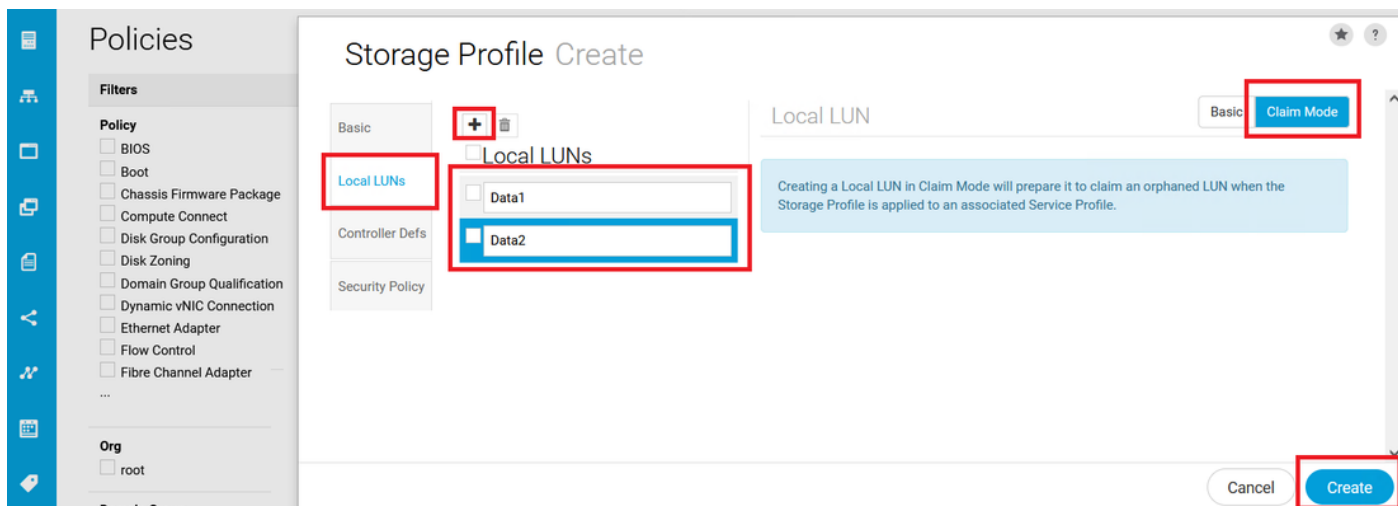 Policies
Filters
Policy
BIOS
Boot
Chassis Firmware Package
Compute Connect
Disk Group Configuration
Disk Zoning
Domain Group Qualification
Dynamic vNIC Connection
Ethernet Adapter
Flow Control
Fibre Channel Adapter
...
Org
root
Storage Profile Create
?
Basic
Local LUNs
Controller Defs
Security Policy
+
Local LUNs
Data1
Data2
Local LUN
Basic
Claim Mode
Creating a Local LUN in Claim Mode will prepare it to claim an orphaned LUN when the
Storage Profile is applied to an associated Service Profile.
Cancel
Create